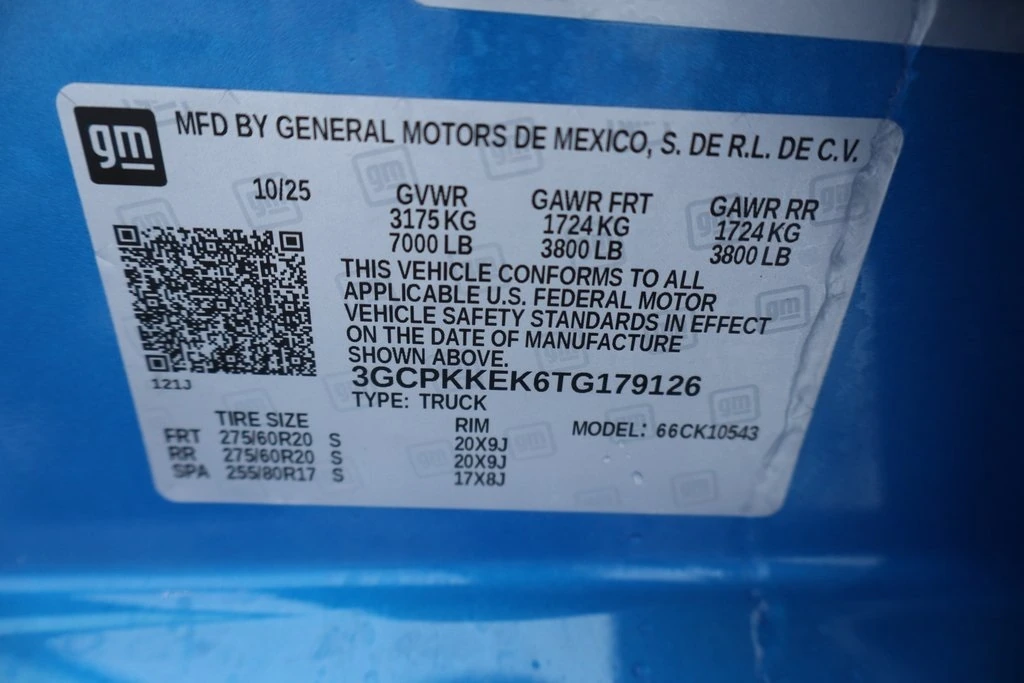 gm
MFD BY GENERAL MOTORS DE MEXICO, S. DE R.L. DE C.V.
10/25 GVWR GAWR FRT GAWR RR
3175 KG 1724 KG 1724 KG
7000 LB 3800 LB 3800 LB
THIS VEHICLE CONFORMS TO ALL
APPLICABLE U.S. FEDERAL MOTOR
VEHICLE SAFETY STANDARDS IN EFFECT
ON THE DATE OF MANUFACTURE
SHOWN ABOVE.
3GCPKKEK6TG179126
121J
TYPE: TRUCK
TIRE SIZE RIM MODEL: 66CK10543
FRT 275/60R20 S 20X9J
RR 275/60R20 S 20X9J
SPA 255/80R17 S 17X8J